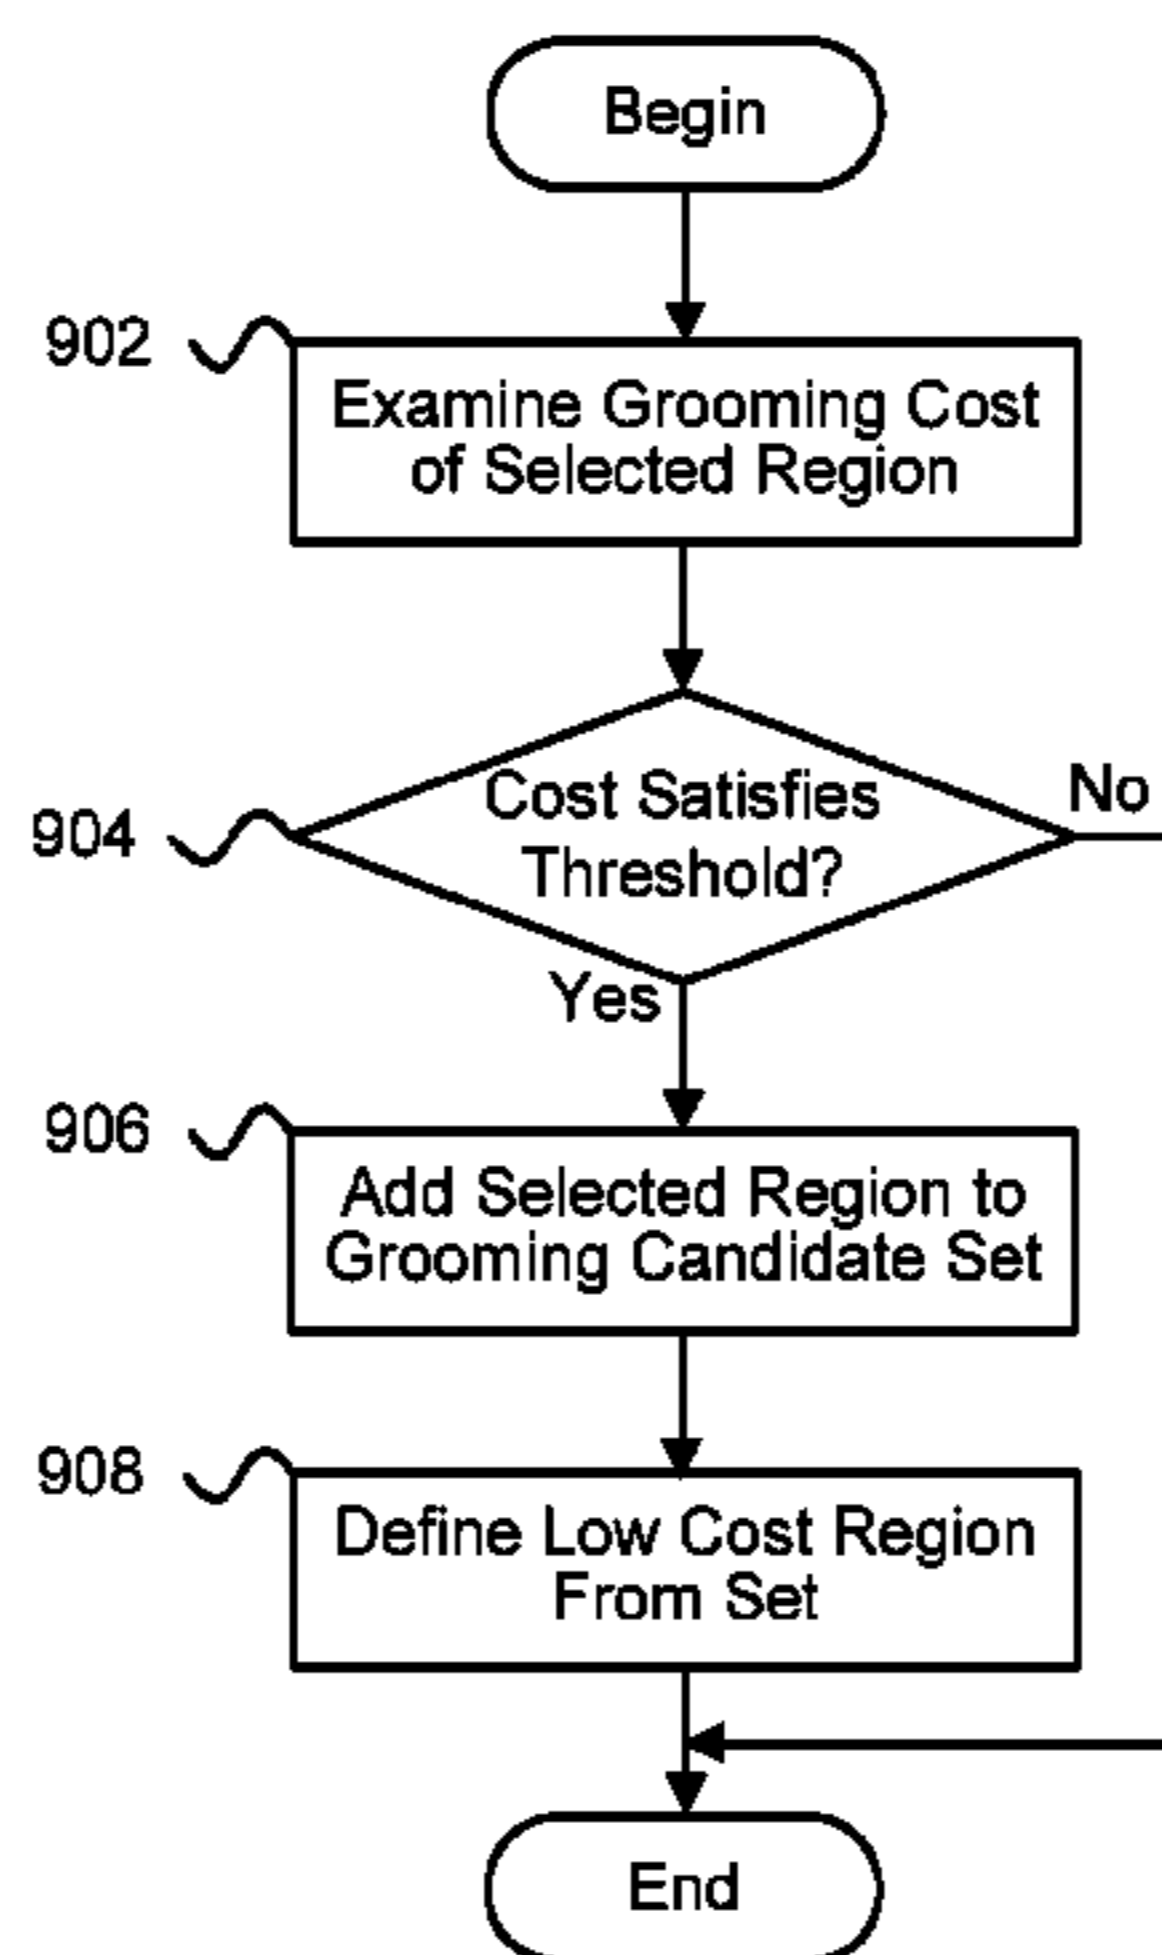 Begin
902
Examine Grooming Cost
of Selected Region
904
Cost Satisfies
Threshold?
No
Yes
906
Add Selected Region to
Grooming Candidate Set
908
Define Low Cost Region
From Set
End